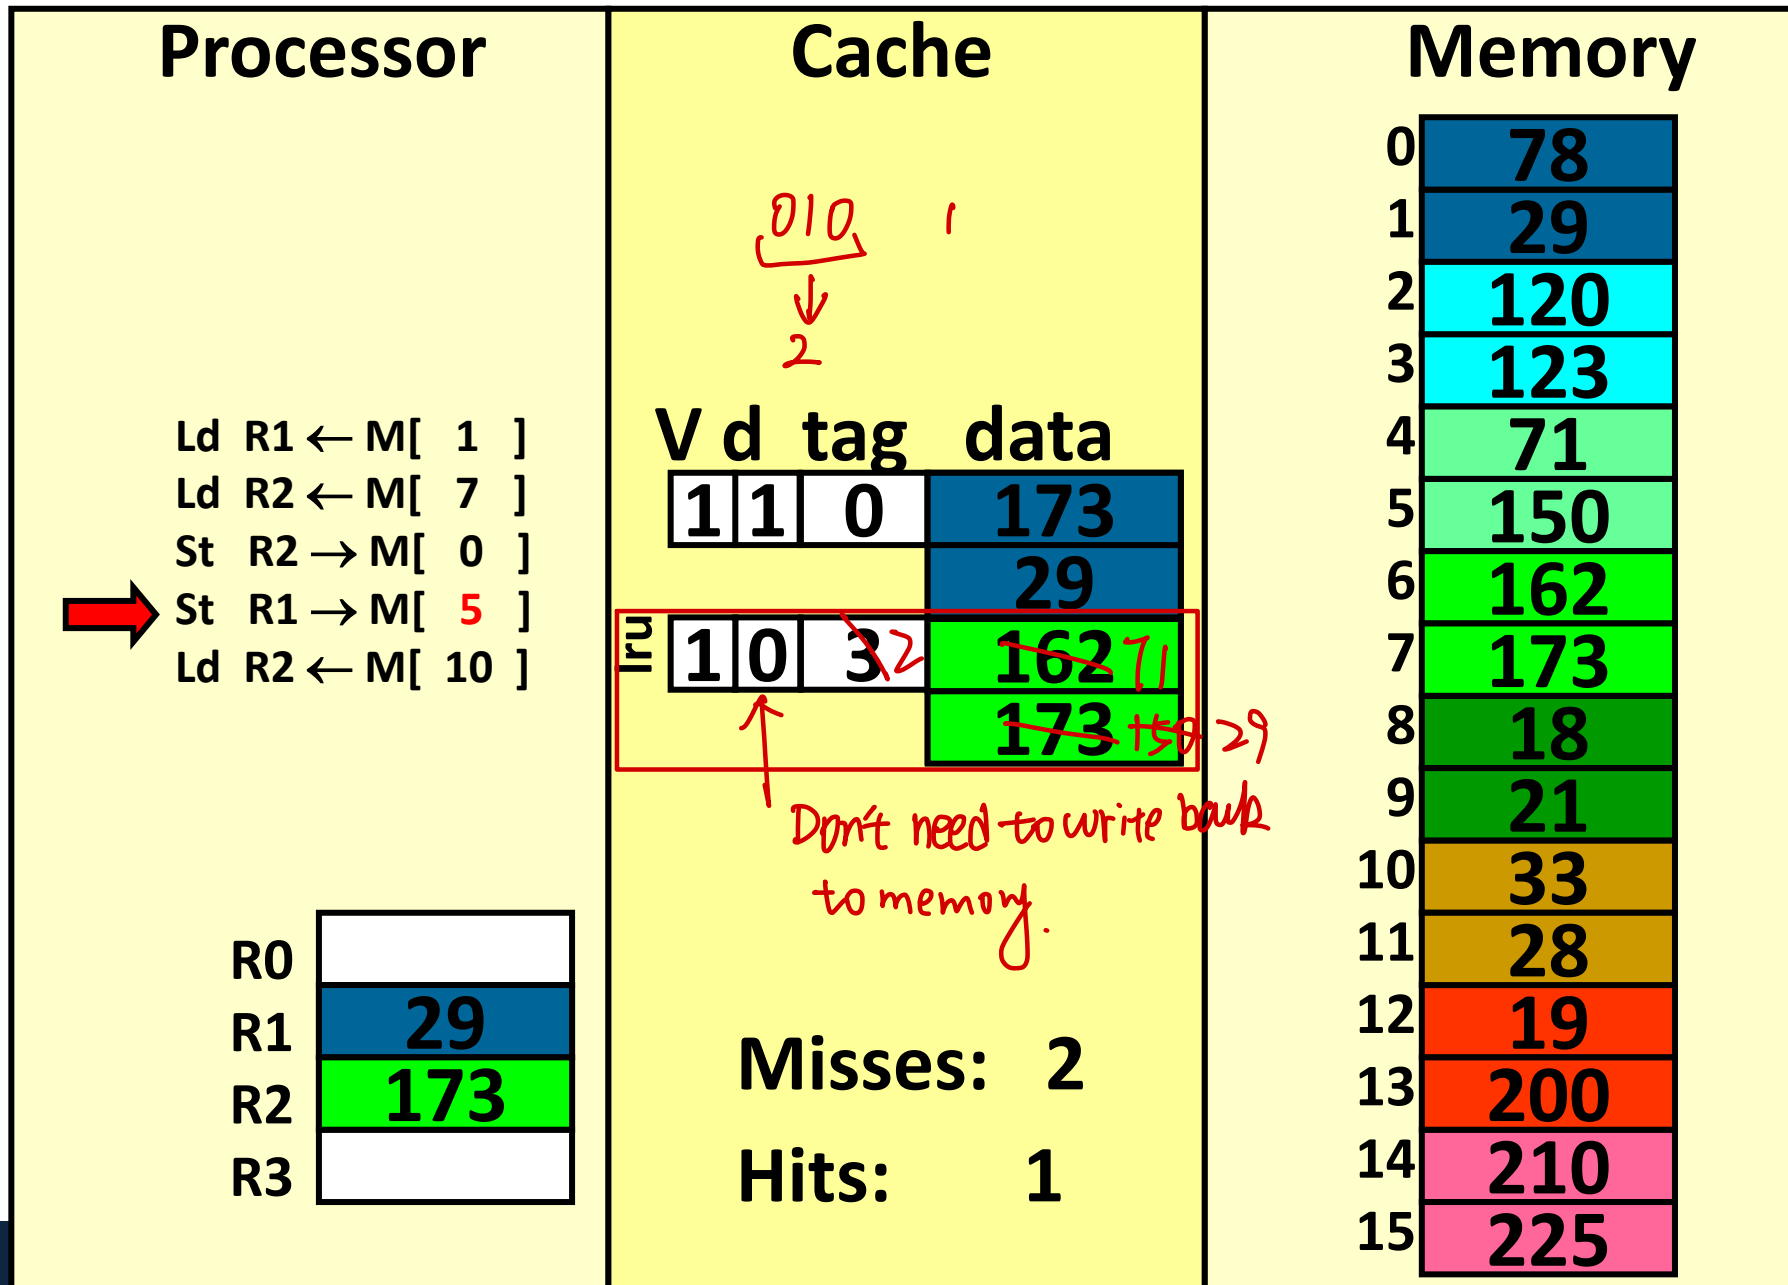 Processor
Ld R1 ← M[ 1 ]
Ld R2 ← M[ 7 ]
St R2 → M[ 0 ]
St R1 → M[ 5 ]
Ld R2 ← M[ 10 ]
R0
R1 29
R2 173
R3
Cache
010 1
2
V d tag data
1 1 0 173
29
lru 1 0 3 2 162 71
173 150 29
Don't need to write back
to memory.
Misses: 2
Hits: 1
Memory
0 78
1 29
2 120
3 123
4 71
5 150
6 162
7 173
8 18
9 21
10 33
11 28
12 19
13 200
14 210
15 225